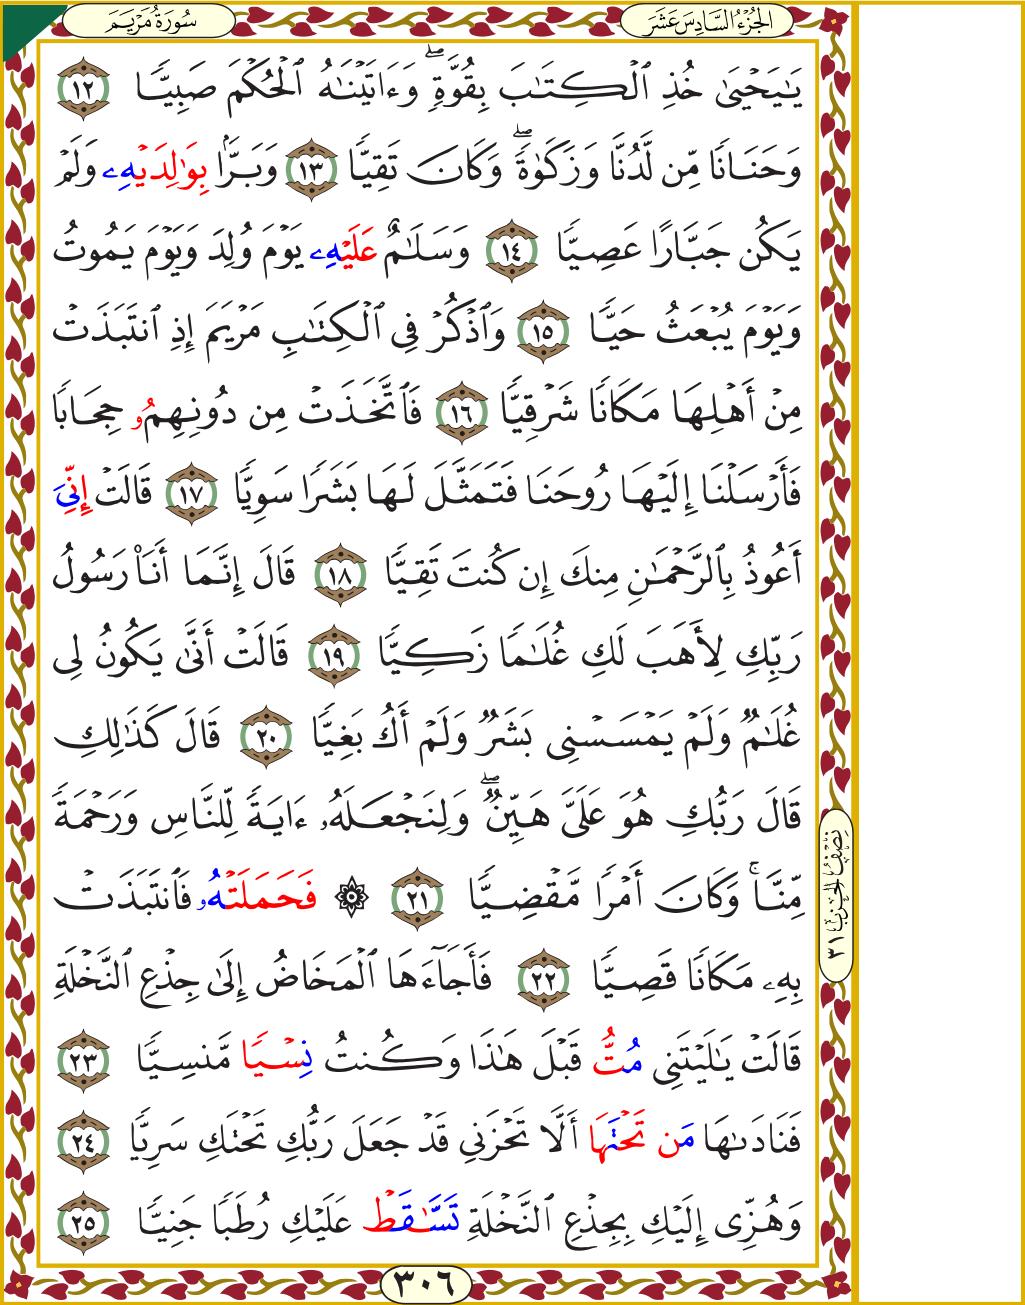 سُورَةُ مَرْيَمَ
الجُزْءُ السَّادِسَ عَشَرَ
يَٰيَحْيَىٰ خُذِ ٱلْكِتَٰبَ بِقُوَّةٍۖ وَءَاتَيْنَٰهُ ٱلْحُكْمَ صَبِيًّا ١٢
وَحَنَانًا مِّن لَّدُنَّا وَزَكَوٰةًۖ وَكَانَ تَقِيًّا ١٣ وَبَرًّۢا بِوَٰلِدَيْهِۦ وَلَمْ
يَكُن جَبَّارًا عَصِيًّا ١٤ وَسَلَٰمٌ عَلَيْهِۦ يَوْمَ وُلِدَ وَيَوْمَ يَمُوتُ
وَيَوْمَ يُبْعَثُ حَيًّا ١٥ وَٱذْكُرْ فِى ٱلْكِتَٰبِ مَرْيَمَ إِذِ ٱنتَبَذَتْ
مِنْ أَهْلِهَا مَكَانًا شَرْقِيًّا ١٦ فَٱتَّخَذَتْ مِن دُونِهِمُۥ حِجَابًا
فَأَرْسَلْنَا إِلَيْهَا رُوحَنَا فَتَمَثَّلَ لَهَا بَشَرًا سَوِيًّا ١٧ قَالَتْ إِنِّىَ
أَعُوذُ بِٱلرَّحْمَٰنِ مِنكَ إِن كُنتَ تَقِيًّا ١٨ قَالَ إِنَّمَا أَنَا۠ رَسُولُ
رَبِّكِ لِأَهَبَ لَكِ غُلَٰمًا زَكِيًّا ١٩ قَالَتْ أَنَّىٰ يَكُونُ لِى
غُلَٰمٌ وَلَمْ يَمْسَسْنِى بَشَرٌ وَلَمْ أَكُ بَغِيًّا ٢٠ قَالَ كَذَٰلِكِ
قَالَ رَبُّكِ هُوَ عَلَىَّ هَيِّنٌۖ وَلِنَجْعَلَهُۥ ءَايَةً لِّلنَّاسِ وَرَحْمَةً
مِّنَّاۚ وَكَانَ أَمْرًا مَّقْضِيًّا ٢١ ۞ فَحَمَلَتْهُۥ فَٱنتَبَذَتْ
بِهِۦ مَكَانًا قَصِيًّا ٢٢ فَأَجَآءَهَا ٱلْمَخَاضُ إِلَىٰ جِذْعِ ٱلنَّخْلَةِ
قَالَتْ يَٰلَيْتَنِى مُتُّ قَبْلَ هَٰذَا وَكُنتُ نِسْيًا مَّنسِيًّا ٢٣
فَنَادَىٰهَا مَن تَحْتَهَا أَلَّا تَحْزَنِى قَدْ جَعَلَ رَبُّكِ تَحْتَكِ سَرِيًّا ٢٤
وَهُزِّى إِلَيْكِ بِجِذْعِ ٱلنَّخْلَةِ تَسَّٰقَطْ عَلَيْكِ رُطَبًا جَنِيًّا ٢٥
نِصْفُ الحِزْبِ ٣١
٣٠٦